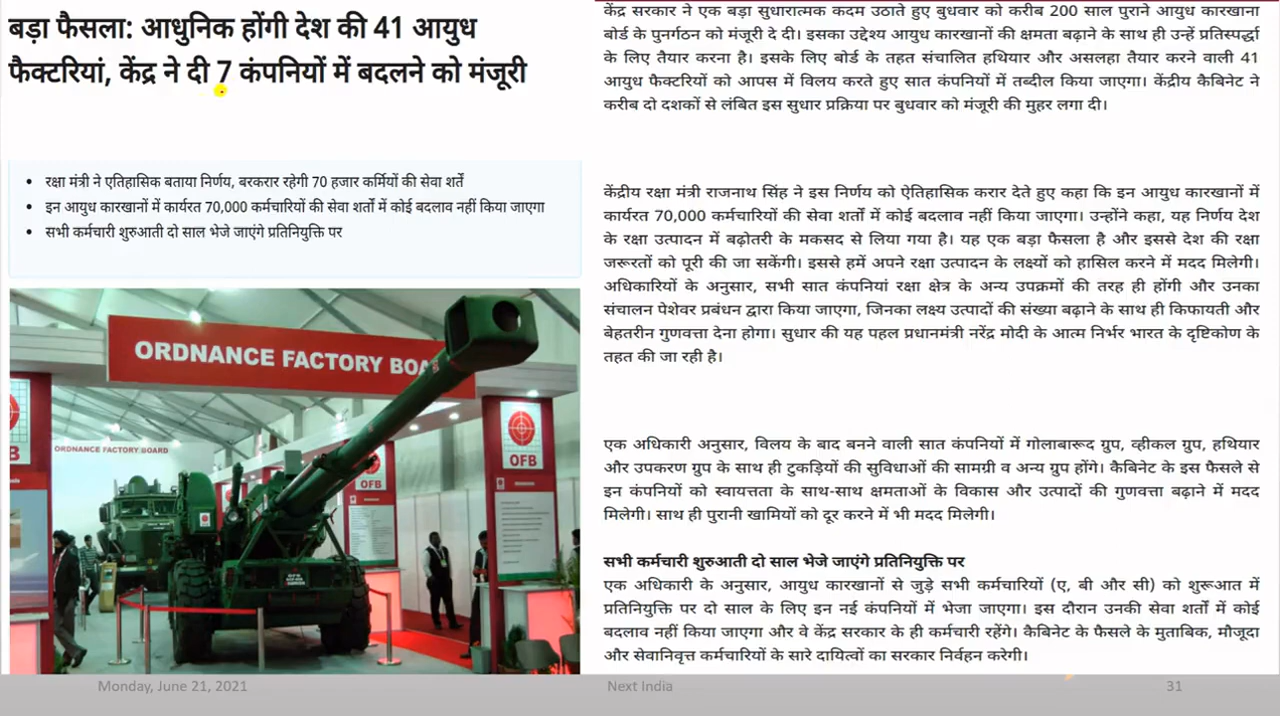 बड़ा फैसला: आधुनिक होंगी देश की 41 आयुध
फैक्टरियां, केंद्र ने दी 7 कंपनियों में बदलने को मंजूरी
• रक्षा मंत्री ने एतिहासिक बताया निर्णय, बरकरार रहेगी 70 हजार कर्मियों की सेवा शर्तें
• इन आयुध कारखानों में कार्यरत 70,000 कर्मचारियों की सेवा शर्तों में कोई बदलाव नहीं किया जाएगा
• सभी कर्मचारी शुरुआती दो साल भेजे जाएंगे प्रतिनियुक्ति पर
ORDNANCE FACTORY BOA
ORDNANCE FACTORY BOARD
OFB
OFB
केंद्र सरकार ने एक बड़ा सुधारात्मक कदम उठाते हुए बुधवार को करीब 200 साल पुराने आयुध कारखाना
बोर्ड के पुनर्गठन को मंजूरी दे दी। इसका उद्देश्य आयुध कारखानों की क्षमता बढ़ाने के साथ ही उन्हें प्रतिस्पर्द्धा
के लिए तैयार करना है। इसके लिए बोर्ड के तहत संचालित हथियार और असलहा तैयार करने वाली 41
आयुध फैक्टरियों को आपस में विलय करते हुए सात कंपनियों में तब्दील किया जाएगा। केंद्रीय कैबिनेट ने
करीब दो दशकों से लंबित इस सुधार प्रक्रिया पर बुधवार को मंजूरी की मुहर लगा दी।
केंद्रीय रक्षा मंत्री राजनाथ सिंह ने इस निर्णय को ऐतिहासिक करार देते हुए कहा कि इन आयुध कारखानों में
कार्यरत 70,000 कर्मचारियों की सेवा शर्तों में कोई बदलाव नहीं किया जाएगा। उन्होंने कहा, यह निर्णय देश
के रक्षा उत्पादन में बढ़ोतरी के मकसद से लिया गया है। यह एक बड़ा फैसला है और इससे देश की रक्षा
जरूरतों को पूरी की जा सकेंगी। इससे हमें अपने रक्षा उत्पादन के लक्ष्यों को हासिल करने में मदद मिलेगी।
अधिकारियों के अनुसार, सभी सात कंपनियां रक्षा क्षेत्र के अन्य उपक्रमों की तरह ही होंगी और उनका
संचालन पेशेवर प्रबंधन द्वारा किया जाएगा, जिनका लक्ष्य उत्पादों की संख्या बढ़ाने के साथ ही किफायती और
बेहतरीन गुणवत्ता देना होगा। सुधार की यह पहल प्रधानमंत्री नरेंद्र मोदी के आत्म निर्भर भारत के दृष्टिकोण के
तहत की जा रही है।
एक अधिकारी अनुसार, विलय के बाद बनने वाली सात कंपनियों में गोलाबारूद ग्रुप, व्हीकल ग्रुप, हथियार
और उपकरण ग्रुप के साथ ही टुकड़ियों की सुविधाओं की सामग्री व अन्य ग्रुप होंगे। कैबिनेट के इस फैसले से
इन कंपनियों को स्वायत्तता के साथ-साथ क्षमताओं के विकास और उत्पादों की गुणवत्ता बढ़ाने में मदद
मिलेगी। साथ ही पुरानी खामियों को दूर करने में भी मदद मिलेगी।
सभी कर्मचारी शुरुआती दो साल भेजे जाएंगे प्रतिनियुक्ति पर
एक अधिकारी के अनुसार, आयुध कारखानों से जुड़े सभी कर्मचारियों (ए, बी और सी) को शुरूआत में
प्रतिनियुक्ति पर दो साल के लिए इन नई कंपनियों में भेजा जाएगा। इस दौरान उनकी सेवा शर्तों में कोई
बदलाव नहीं किया जाएगा और वे केंद्र सरकार के ही कर्मचारी रहेंगे। कैबिनेट के फैसले के मुताबिक, मौजूदा
और सेवानिवृत्त कर्मचारियों के सारे दायित्वों का सरकार निर्वहन करेगी।
Monday, June 21, 2021
Next India
31